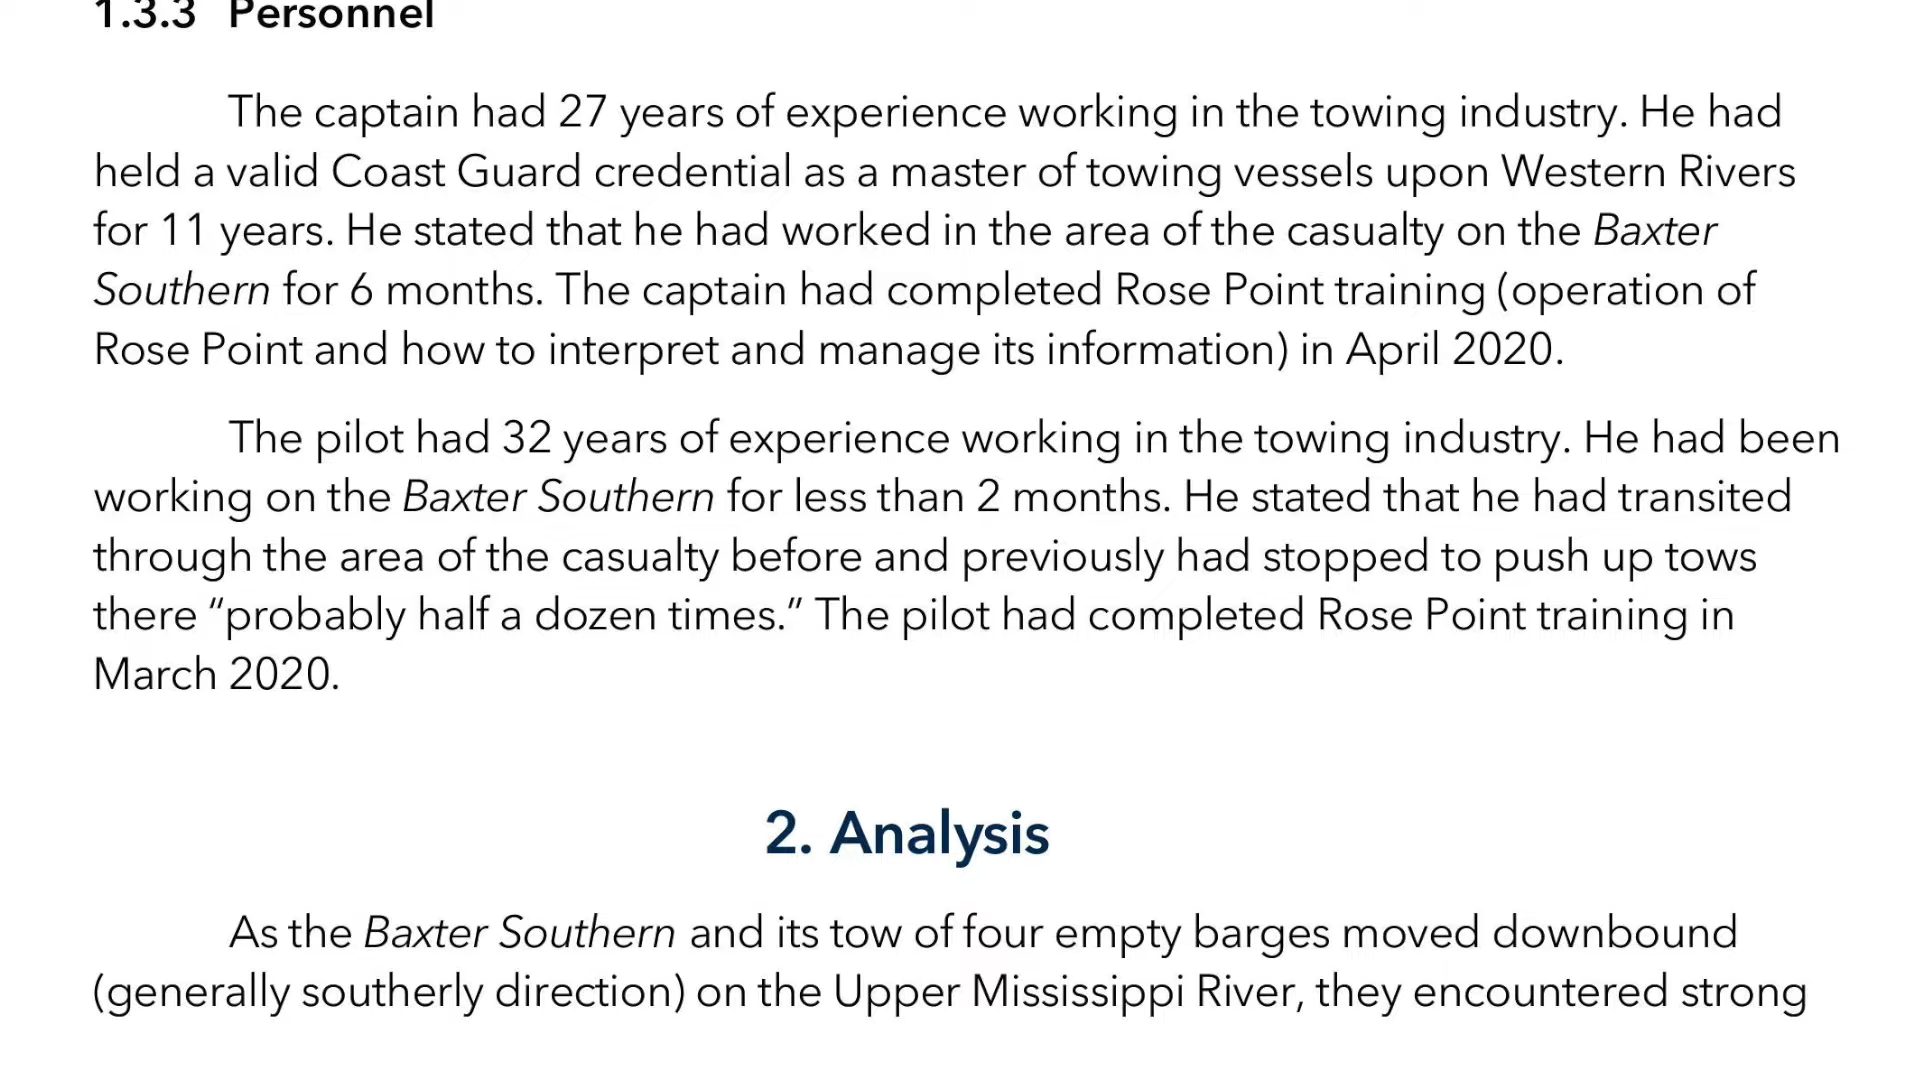 1.3.3 Personnel
The captain had 27 years of experience working in the towing industry. He had
held a valid Coast Guard credential as a master of towing vessels upon Western Rivers
for 11 years. He stated that he had worked in the area of the casualty on the Baxter
Southern for 6 months. The captain had completed Rose Point training (operation of
Rose Point and how to interpret and manage its information) in April 2020.
The pilot had 32 years of experience working in the towing industry. He had been
working on the Baxter Southern for less than 2 months. He stated that he had transited
through the area of the casualty before and previously had stopped to push up tows
there “probably half a dozen times.” The pilot had completed Rose Point training in
March 2020.
2. Analysis
As the Baxter Southern and its tow of four empty barges moved downbound
(generally southerly direction) on the Upper Mississippi River, they encountered strong